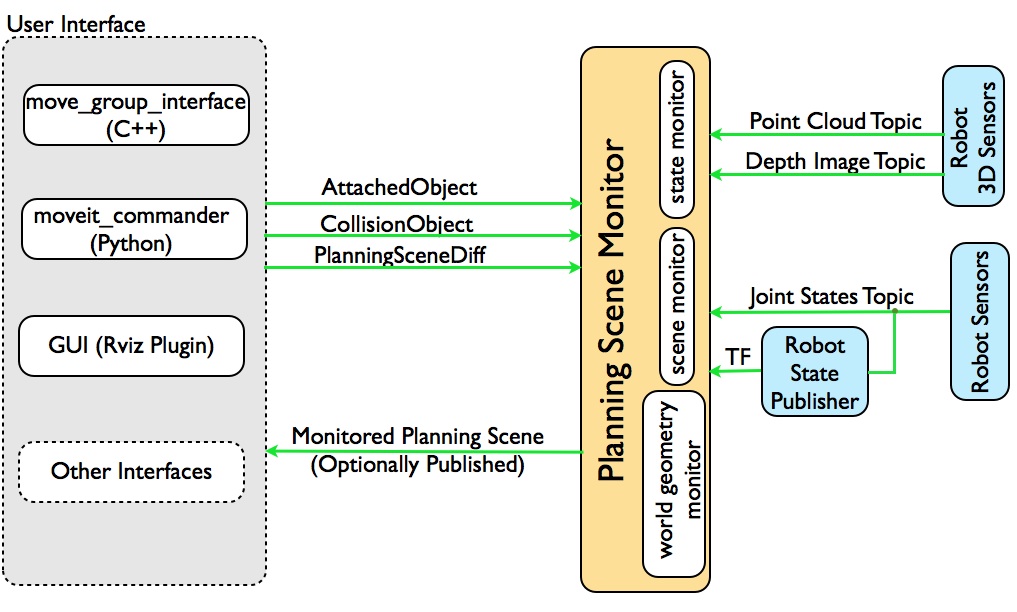 User Interface
move_group_interface
(C++)
moveit_commander
(Python)
GUI (Rviz Plugin)
Other Interfaces
AttachedObject
CollisionObject
PlanningSceneDiff
Monitored Planning Scene
(Optionally Published)
Planning Scene Monitor
state monitor
scene monitor
world geometry
monitor
Point Cloud Topic
Depth Image Topic
Joint States Topic
TF
Robot
State
Publisher
Robot
3D Sensors
Robot Sensors